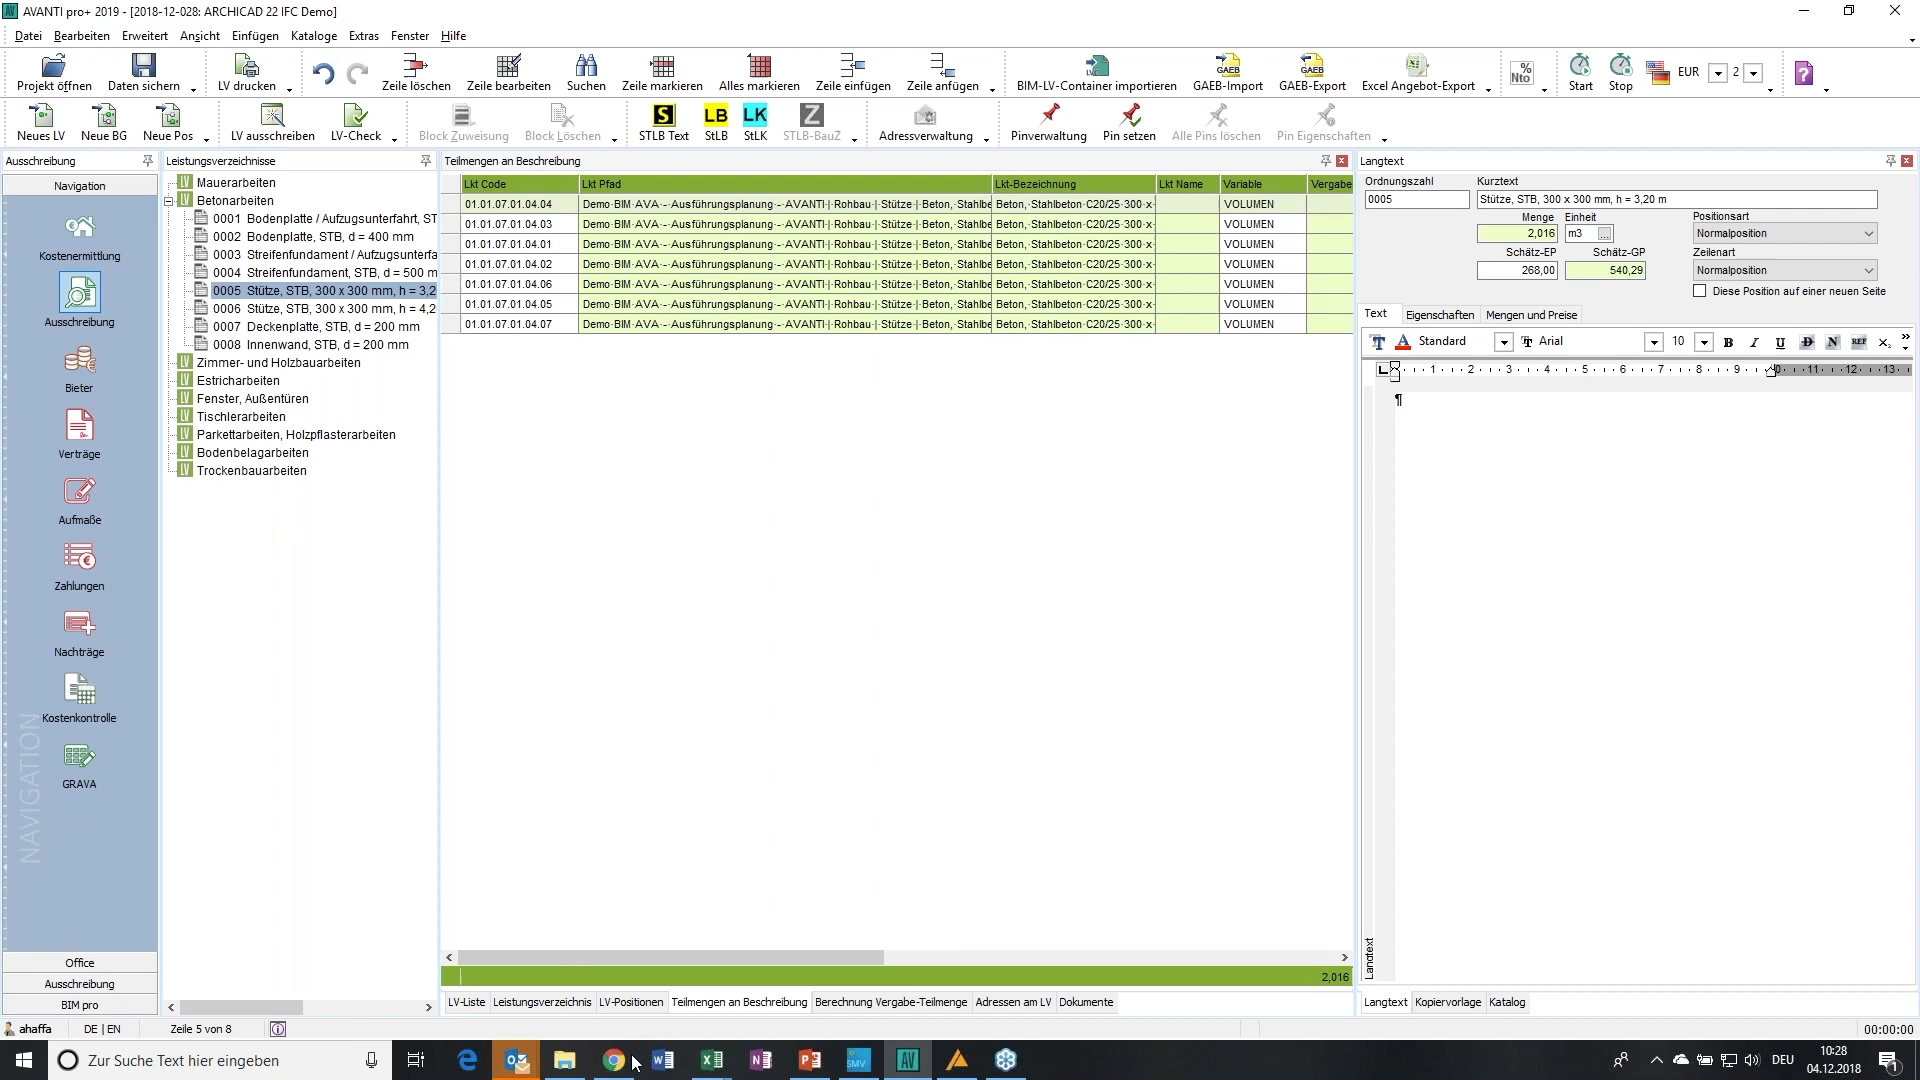 AVANTI pro+ 2019 - [2018-12-028: ARCHICAD 22 IFC Demo]
Datei Bearbeiten Erweitert Ansicht Einfügen Kataloge Extras Fenster Hilfe
Projekt öffnen Daten sichern LV drucken Zeile löschen Zeile bearbeiten Suchen Zeile markieren Alles markieren Zeile einfügen Zeile anfügen BIM-LV-Container importieren GAEB-Import GAEB-Export Excel Angebot-Export % Nto Start Stop EUR 2
Neues LV Neue BG Neue Pos LV ausschreiben LV-Check Block Zuweisung Block Löschen STLB Text StLB StLK STLB-BauZ Adressverwaltung Pinverwaltung Pin setzen Alle Pins löschen Pin Eigenschaften
Ausschreibung
Navigation
Kostenermittlung
Ausschreibung
Bieter
Verträge
Aufmaße
Zahlungen
Nachträge
Kostenkontrolle
GRAVA
NAVIGATION
Office
Ausschreibung
BIM pro
Leistungsverzeichnisse
Mauerarbeiten
Betonarbeiten
0001 Bodenplatte / Aufzugsunterfahrt, ST
0002 Bodenplatte, STB, d = 400 mm
0003 Streifenfundament / Aufzugsunterfa
0004 Streifenfundament, STB, d = 500 m
0005 Stütze, STB, 300 x 300 mm, h = 3,2
0006 Stütze, STB, 300 x 300 mm, h = 4,2
0007 Deckenplatte, STB, d = 200 mm
0008 Innenwand, STB, d = 200 mm
Zimmer- und Holzbauarbeiten
Estricharbeiten
Fenster, Außentüren
Tischlerarbeiten
Parkettarbeiten, Holzpflasterarbeiten
Bodenbelagarbeiten
Trockenbauarbeiten
Teilmengen an Beschreibung
Lkt Code Lkt Pfad Lkt-Bezeichnung Lkt Name Variable Vergabe
01.01.07.01.04.04 Demo·BIM·AVA·-·Ausführungsplanung·-·AVANTI·|·Rohbau·|·Stütze·|·Beton,·Stahlbe Beton,·Stahlbeton·C20/25·300·x· VOLUMEN
01.01.07.01.04.03 Demo·BIM·AVA·-·Ausführungsplanung·-·AVANTI·|·Rohbau·|·Stütze·|·Beton,·Stahlbe Beton,·Stahlbeton·C20/25·300·x· VOLUMEN
01.01.07.01.04.01 Demo·BIM·AVA·-·Ausführungsplanung·-·AVANTI·|·Rohbau·|·Stütze·|·Beton,·Stahlbe Beton,·Stahlbeton·C20/25·300·x· VOLUMEN
01.01.07.01.04.02 Demo·BIM·AVA·-·Ausführungsplanung·-·AVANTI·|·Rohbau·|·Stütze·|·Beton,·Stahlbe Beton,·Stahlbeton·C20/25·300·x· VOLUMEN
01.01.07.01.04.06 Demo·BIM·AVA·-·Ausführungsplanung·-·AVANTI·|·Rohbau·|·Stütze·|·Beton,·Stahlbe Beton,·Stahlbeton·C20/25·300·x· VOLUMEN
01.01.07.01.04.05 Demo·BIM·AVA·-·Ausführungsplanung·-·AVANTI·|·Rohbau·|·Stütze·|·Beton,·Stahlbe Beton,·Stahlbeton·C20/25·300·x· VOLUMEN
01.01.07.01.04.07 Demo·BIM·AVA·-·Ausführungsplanung·-·AVANTI·|·Rohbau·|·Stütze·|·Beton,·Stahlbe Beton,·Stahlbeton·C20/25·300·x· VOLUMEN
2,016
LV-Liste Leistungsverzeichnis LV-Positionen Teilmengen an Beschreibung Berechnung Vergabe-Teilmenge Adressen am LV Dokumente
Langtext
Ordnungszahl Kurztext
0005 Stütze, STB, 300 x 300 mm, h = 3,20 m
Menge Einheit Positionsart
2,016 m3 ... Normalposition
Schätz-EP Schätz-GP Zeilenart
268,00 540,29 Normalposition
Diese Position auf einer neuen Seite
Text Eigenschaften Mengen und Preise
Standard Arial 10 B I U D N REF X
1 2 3 4 5 6 7 8 9 10 11 12 13
¶
Langtext
Langtext Kopiervorlage Katalog
ahaffa DE | EN Zeile 5 von 8 00:00:00
Zur Suche Text hier eingeben SMV AV DEU 10:28
04.12.2018 1